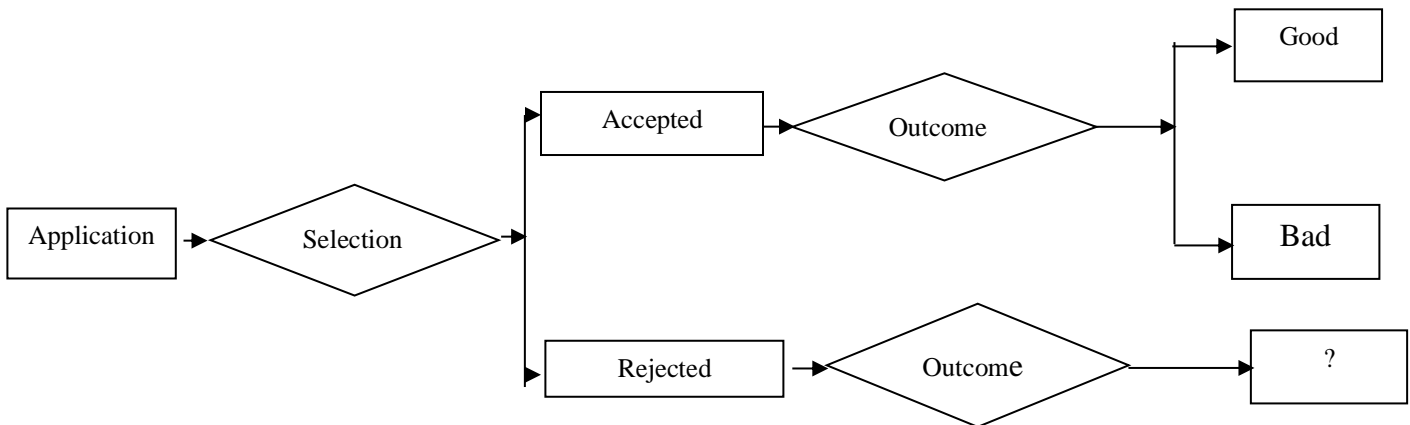 Application
Selection
Accepted
Outcome
Good
Bad
Rejected
Outcome
?